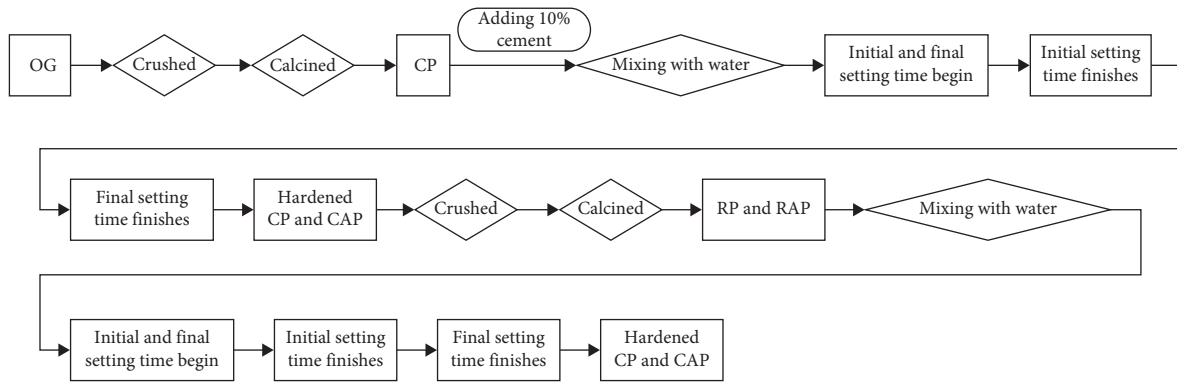 OG
Crushed
Calcined
CP
Adding 10%
cement
Mixing with water
Initial and final
setting time begin
Initial setting
time finishes
Final setting
time finishes
Hardened
CP and CAP
Crushed
Calcined
RP and RAP
Mixing with water
Initial and final
setting time begin
Initial setting
time finishes
Final setting
time finishes
Hardened
CP and CAP